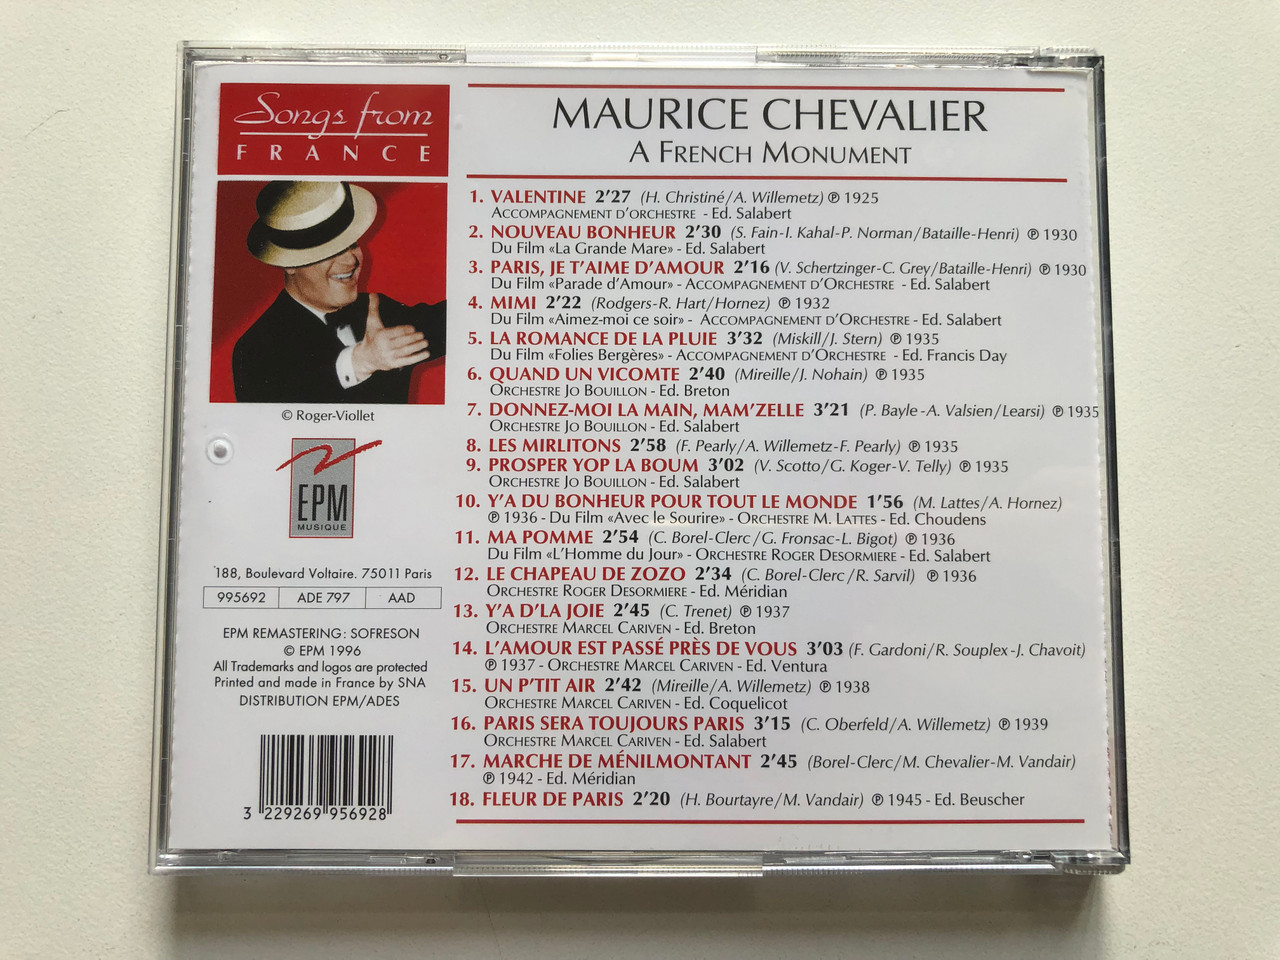 Songs from
FRANCE
© Roger-Viollet
EPM
MUSIQUE
188, Boulevard Voltaire. 75011 Paris
995692 ADE 797 AAD
EPM REMASTERING: SOFRESON
© EPM 1996
All Trademarks and logos are protected
Printed and made in France by SNA
DISTRIBUTION EPM/ADES
3 229269 956928
MAURICE CHEVALIER
A FRENCH MONUMENT
1. VALENTINE 2'27 (H. Christiné/A. Willemetz) ℗ 1925
ACCOMPAGNEMENT D'ORCHESTRE - Ed. Salabert
2. NOUVEAU BONHEUR 2'30 (S. Fain-I. Kahal-P. Norman/Bataille-Henri) ℗ 1930
Du Film «La Grande Mare» - Ed. Salabert
3. PARIS, JE T'AIME D'AMOUR 2'16 (V. Schertzinger-C. Grey/Bataille-Henri) ℗ 1930
Du Film «Parade d'Amour» - ACCOMPAGNEMENT D'ORCHESTRE - Ed. Salabert
4. MIMI 2'22 (Rodgers-R. Hart/Hornez) ℗ 1932
Du Film «Aimez-moi ce soir» - ACCOMPAGNEMENT D'ORCHESTRE - Ed. Salabert
5. LA ROMANCE DE LA PLUIE 3'32 (Miskill/J. Stern) ℗ 1935
Du Film «Folies Bergères» - ACCOMPAGNEMENT D'ORCHESTRE - Ed. Francis Day
6. QUAND UN VICOMTE 2'40 (Mireille/J. Nohain) ℗ 1935
ORCHESTRE JO BOUILLON - Ed. Breton
7. DONNEZ-MOI LA MAIN, MAM'ZELLE 3'21 (P. Bayle-A. Valsien/Learsi) ℗ 1935
ORCHESTRE JO BOUILLON - Ed. Salabert
8. LES MIRLITONS 2'58 (F. Pearly/A. Willemetz-F. Pearly) ℗ 1935
9. PROSPER YOP LA BOUM 3'02 (V. Scotto/G. Koger-V. Telly) ℗ 1935
ORCHESTRE JO BOUILLON - Ed. Salabert
10. Y'A DU BONHEUR POUR TOUT LE MONDE 1'56 (M. Lattes/A. Hornez)
℗ 1936 - Du Film «Avec le Sourire» - ORCHESTRE M. LATTES - Ed. Choudens
11. MA POMME 2'54 (C. Borel-Clerc/G. Fronsac-L. Bigot) ℗ 1936
Du Film «L'Homme du Jour» - ORCHESTRE ROGER DESORMIERE - Ed. Salabert
12. LE CHAPEAU DE ZOZO 2'34 (C. Borel-Clerc/R. Sarvil) ℗ 1936
ORCHESTRE ROGER DESORMIERE - Ed. Méridian
13. Y'A D'LA JOIE 2'45 (C. Trenet) ℗ 1937
ORCHESTRE MARCEL CARIVEN - Ed. Breton
14. L'AMOUR EST PASSÉ PRÈS DE VOUS 3'03 (F. Gardoni/R. Souplex-J. Chavoit)
℗ 1937 - ORCHESTRE MARCEL CARIVEN - Ed. Ventura
15. UN P'TIT AIR 2'42 (Mireille/A. Willemetz) ℗ 1938
ORCHESTRE MARCEL CARIVEN - Ed. Coquelicot
16. PARIS SERA TOUJOURS PARIS 3'15 (C. Oberfeld/A. Willemetz) ℗ 1939
ORCHESTRE MARCEL CARIVEN - Ed. Salabert
17. MARCHE DE MÉNILMONTANT 2'45 (Borel-Clerc/M. Chevalier-M. Vandair)
℗ 1942 - Ed. Méridian
18. FLEUR DE PARIS 2'20 (H. Bourtayre/M. Vandair) ℗ 1945 - Ed. Beuscher